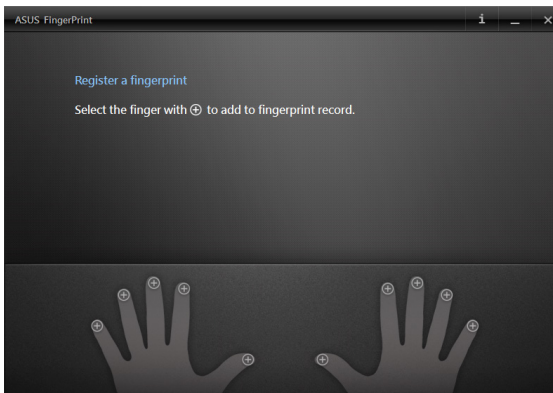 ASUS FingerPrint
Register a fingerprint
Select the finger with ⊕ to add to fingerprint record.